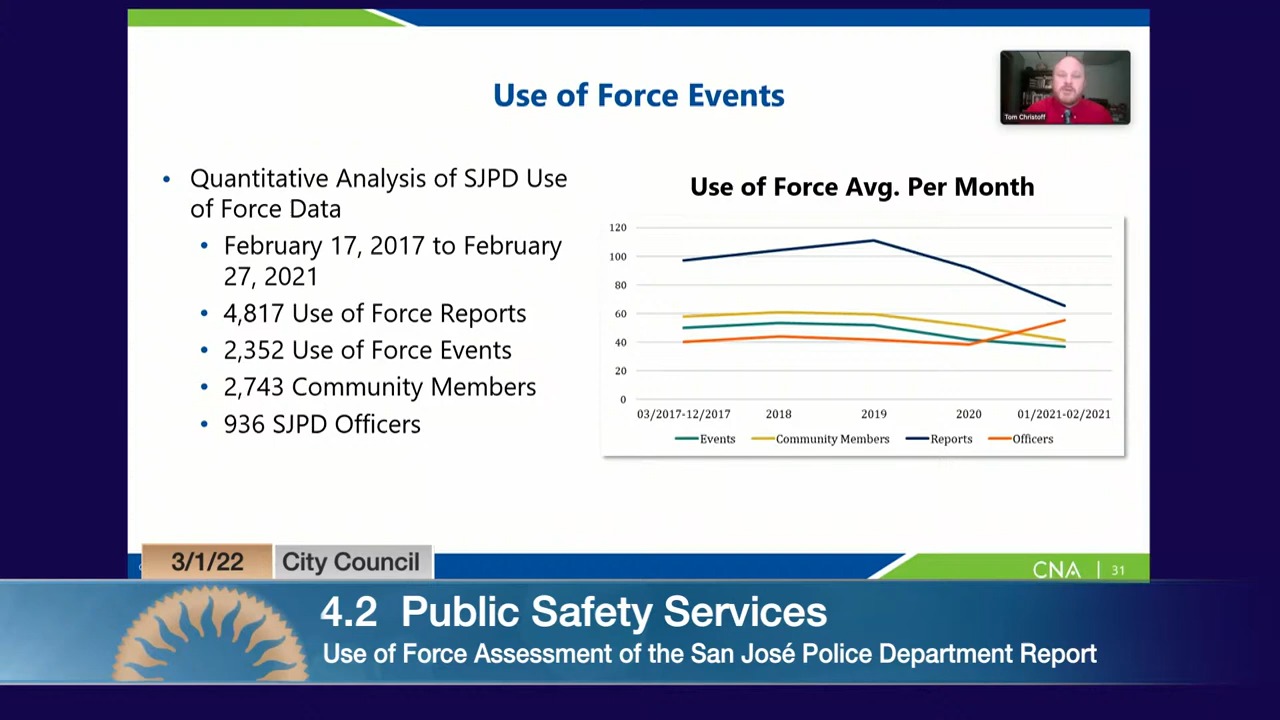 Use of Force Events
Tom Christoff
• Quantitative Analysis of SJPD Use
of Force Data
• February 17, 2017 to February
27, 2021
• 4,817 Use of Force Reports
• 2,352 Use of Force Events
• 2,743 Community Members
• 936 SJPD Officers
Use of Force Avg. Per Month
120
100
80
60
40
20
0
03/2017-12/2017 2018 2019 2020 01/2021-02/2021
Events Community Members Reports Officers
CNA | 31
3/1/22 City Council
4.2 Public Safety Services
Use of Force Assessment of the San José Police Department Report